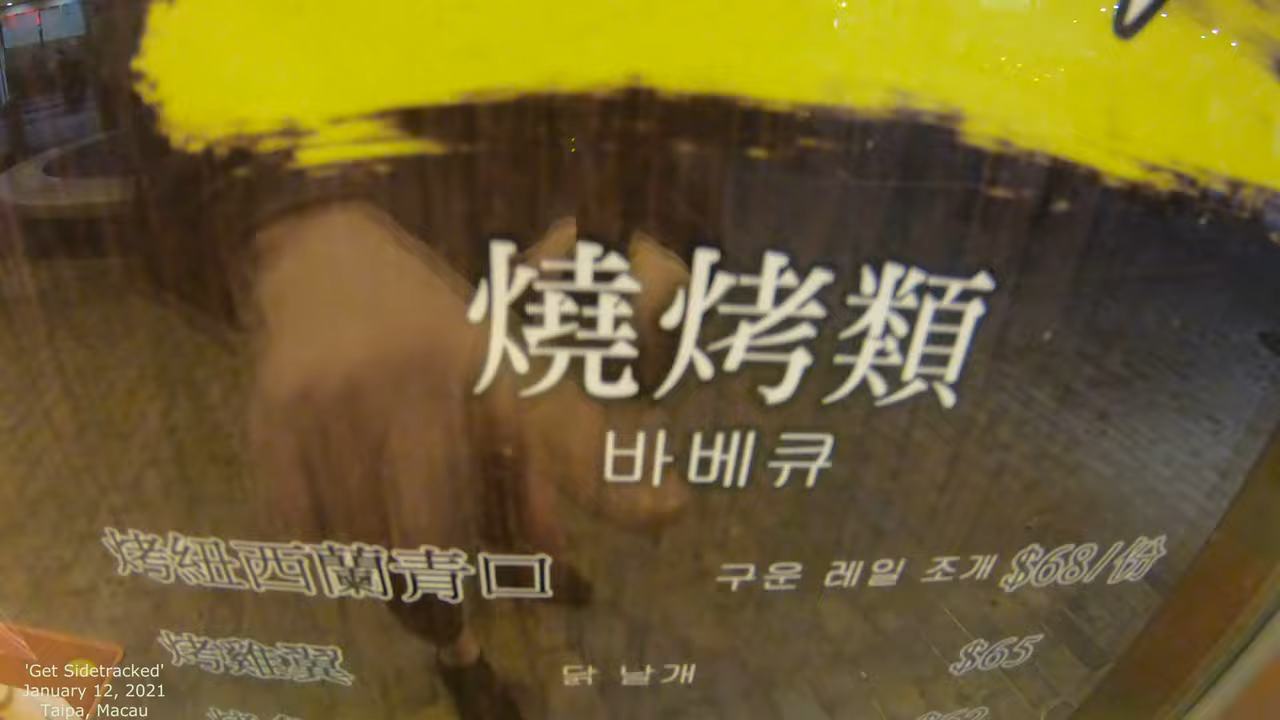 燒烤類
바베큐
烤紐西蘭青口 구운 레일 조개 $68/份
烤雞翼 닭 날개 $65
'Get Sidetracked'
January 12, 2021
Taipa, Macau